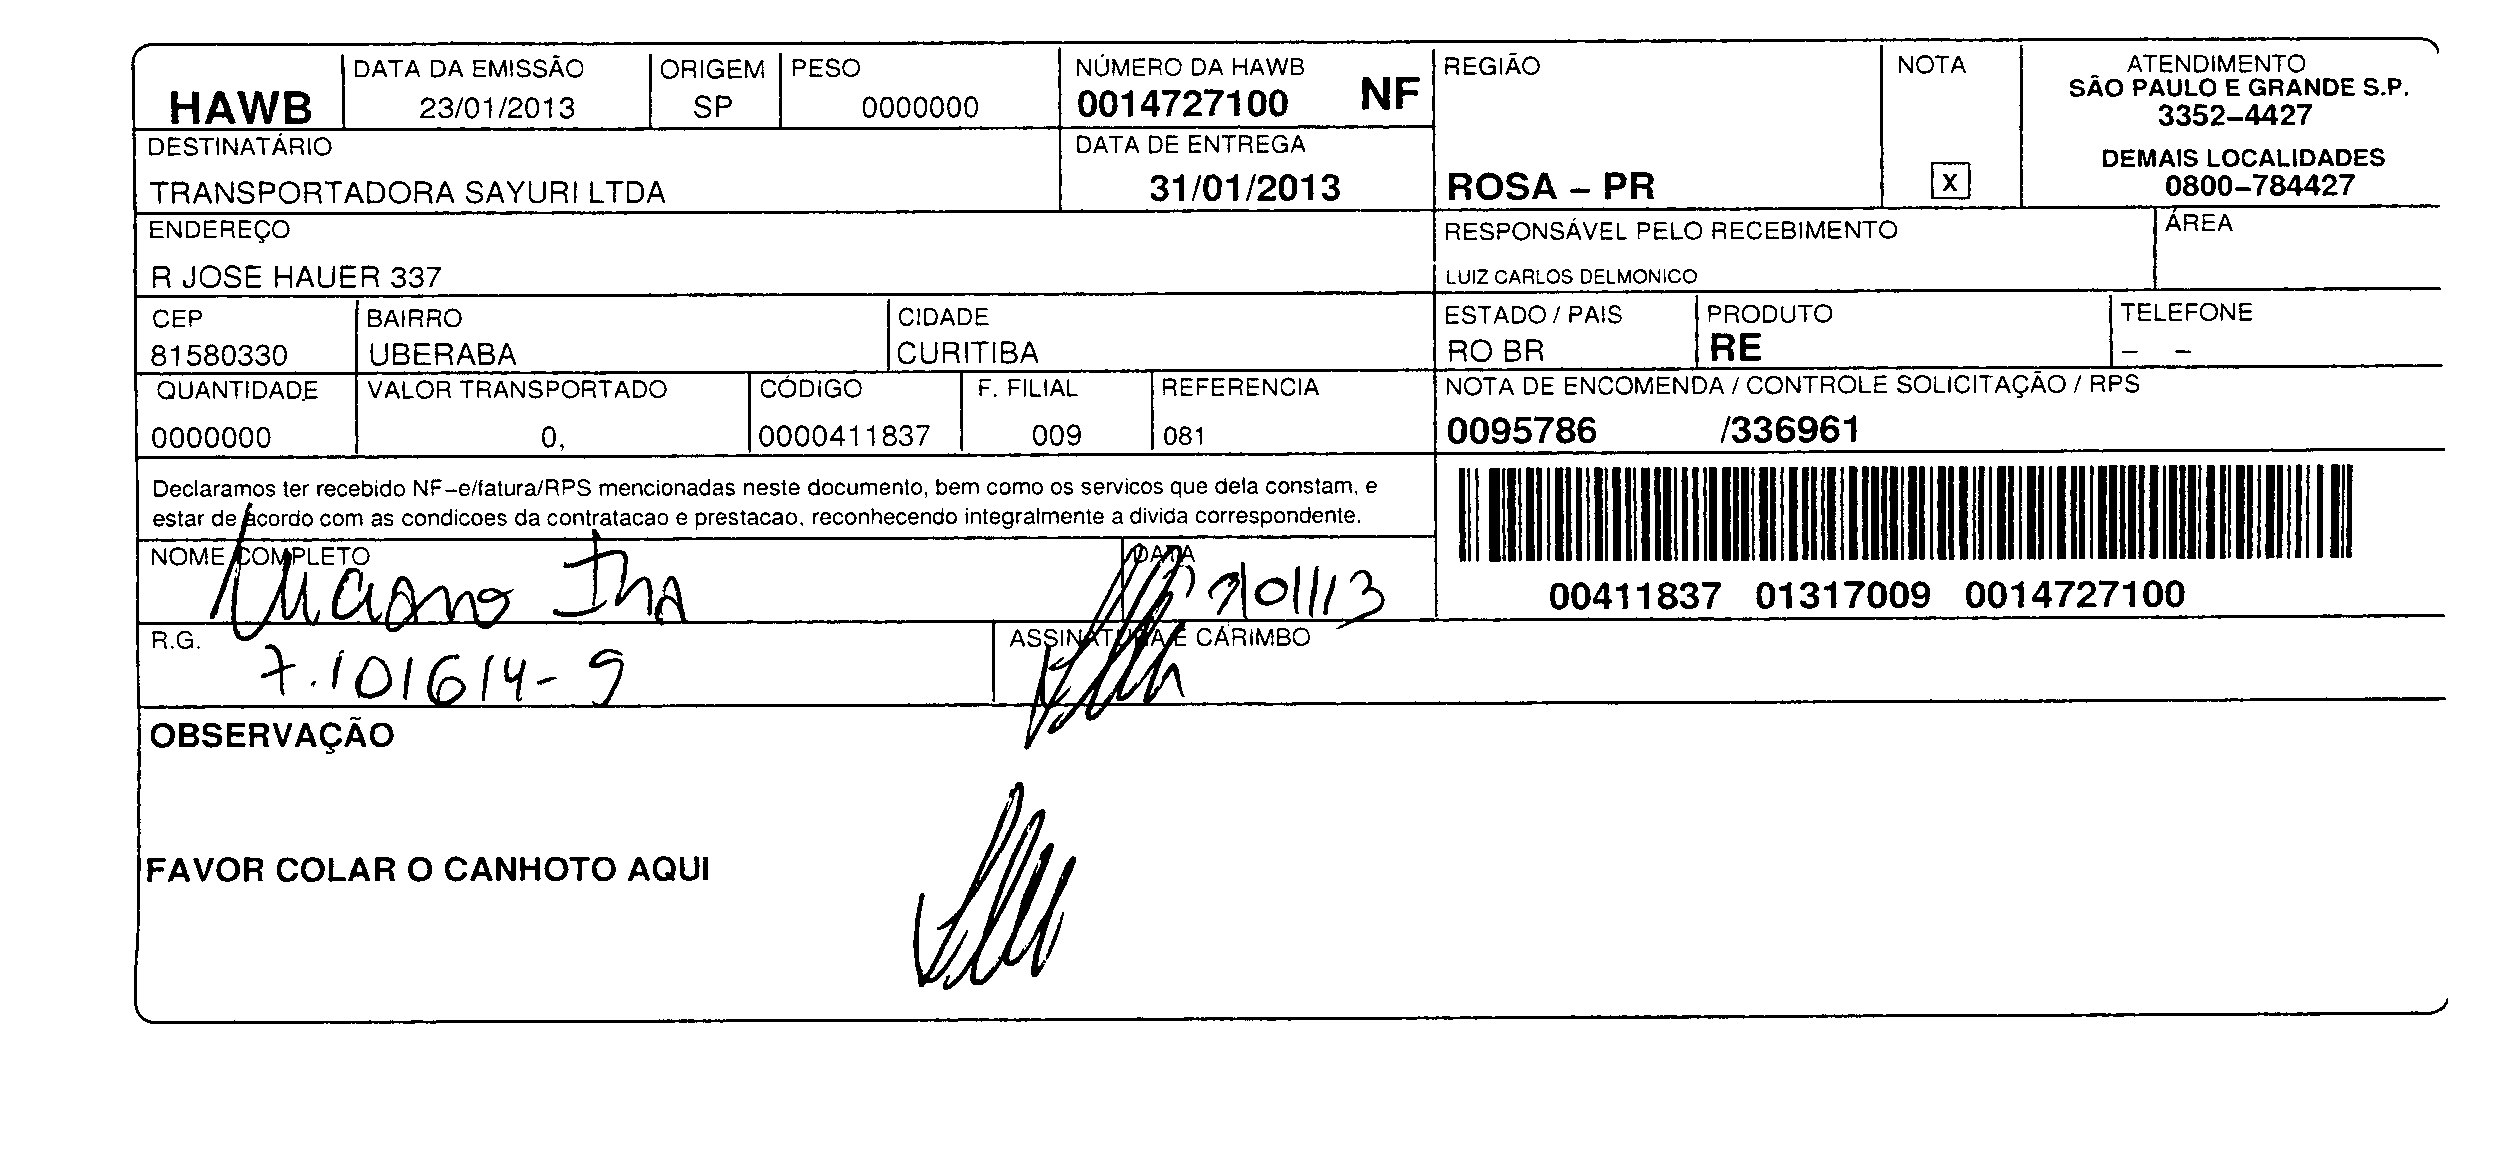 HAWB
DATA DA EMISSÃO
23/01/2013
ORIGEM
SP
PESO
0000000
NÚMERO DA HAWB
0014727100 NF
REGIÃO
ROSA – PR
NOTA
X
ATENDIMENTO
SÃO PAULO E GRANDE S.P.
3352–4427
DEMAIS LOCALIDADES
0800–784427
DESTINATÁRIO
TRANSPORTADORA SAYURI LTDA
DATA DE ENTREGA
31/01/2013
ENDEREÇO
R JOSE HAUER 337
RESPONSÁVEL PELO RECEBIMENTO
LUIZ CARLOS DELMONICO
ÁREA
CEP
81580330
BAIRRO
UBERABA
CIDADE
CURITIBA
ESTADO / PAIS
RO BR
PRODUTO
RE
TELEFONE
– –
QUANTIDADE
0000000
VALOR TRANSPORTADO
0,
CÓDIGO
0000411837
F. FILIAL
009
REFERENCIA
081
NOTA DE ENCOMENDA / CONTROLE SOLICITAÇÃO / RPS
0095786 /336961
Declaramos ter recebido NF–e/fatura/RPS mencionadas neste documento, bem como os servicos que dela constam, e
estar de acordo com as condicoes da contratacao e prestacao, reconhecendo integralmente a divida correspondente.
00411837 01317009 0014727100
NOME COMPLETO
Luciano
DATA
/01/13
R.G.
7.101614-9
ASSINATURA E CARIMBO
OBSERVAÇÃO
FAVOR COLAR O CANHOTO AQUI